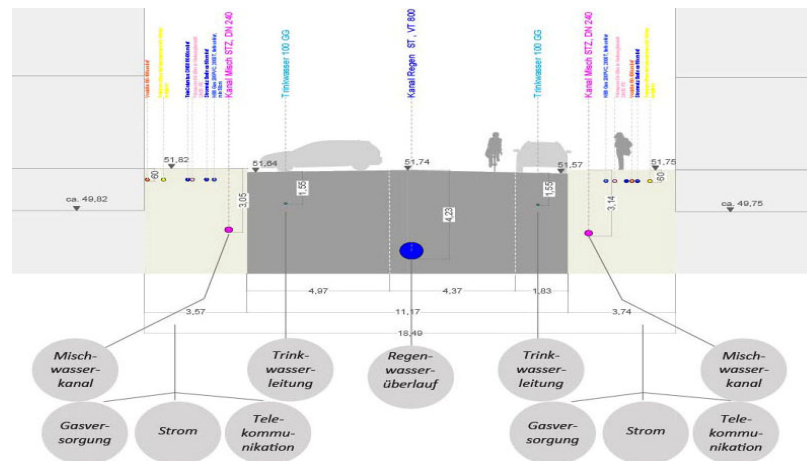 Kanal Misch STZ, DN 240
Trinkwasser 100 GG
Kanal Regen ST, VT 800
Trinkwasser 100 GG
Kanal Misch STZ, DN 240
51,82
51,64
51,74
51,57
51,75
60
60
ca. 49,82
ca. 49,75
3,05
1,55
4,23
1,55
3,14
4,97
4,37
1,83
3,57
11,17
3,74
18,49
Misch-
wasser-
kanal
Trink-
wasser-
leitung
Regen-
wasser-
überlauf
Trink-
wasser-
leitung
Misch-
wasser-
kanal
Gasver-
sorgung
Strom
Tele-
kommu-
nikation
Gasver-
sorgung
Strom
Tele-
kommu-
nikation